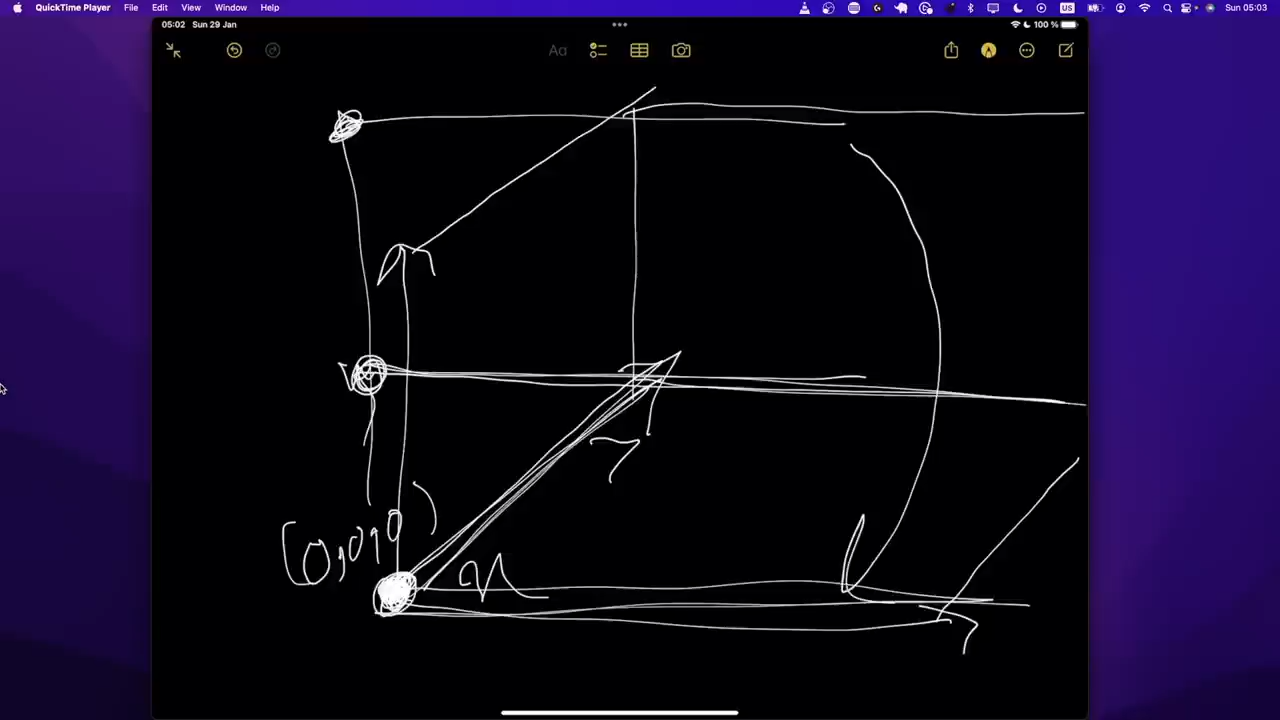 QuickTime Player File Edit View Window Help US Sun 05:03
05:02 Sun 29 Jan 100 %
Aa
(0,0,0)
x